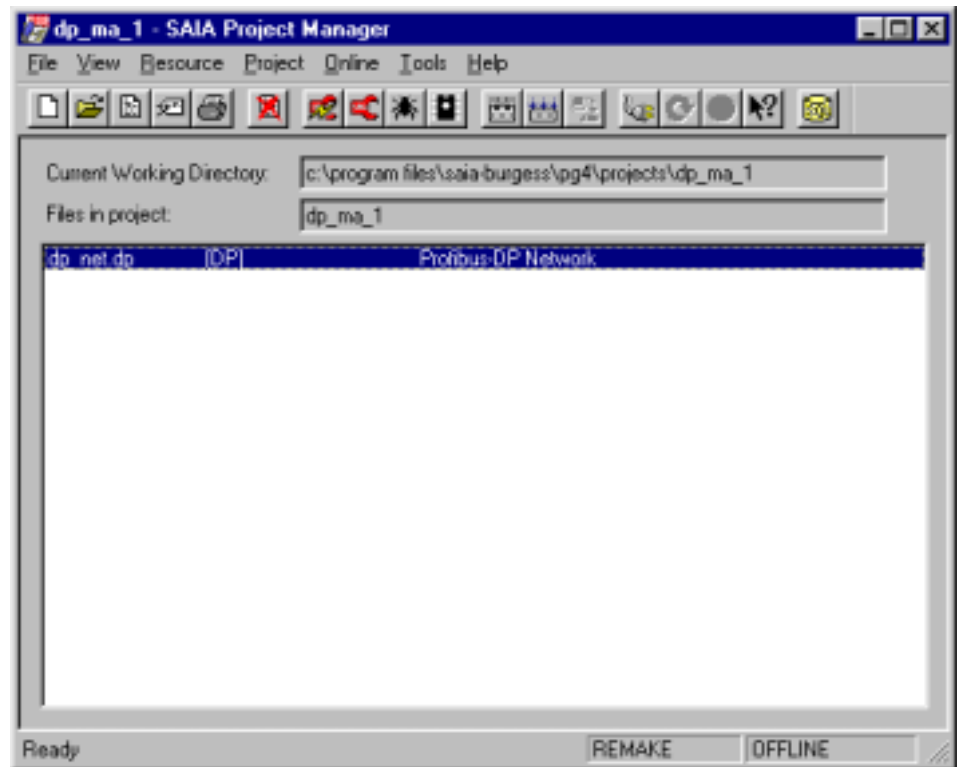 dp_ma_1 - SAIA Project Manager
File View Resource Project Online Tools Help
Current Working Directory: c:\program files\saia-burgess\pg4\projects\dp_ma_1
Files in project: dp_ma_1
dp_net.dp [DP] Profibus-DP Network
Ready REMAKE OFFLINE